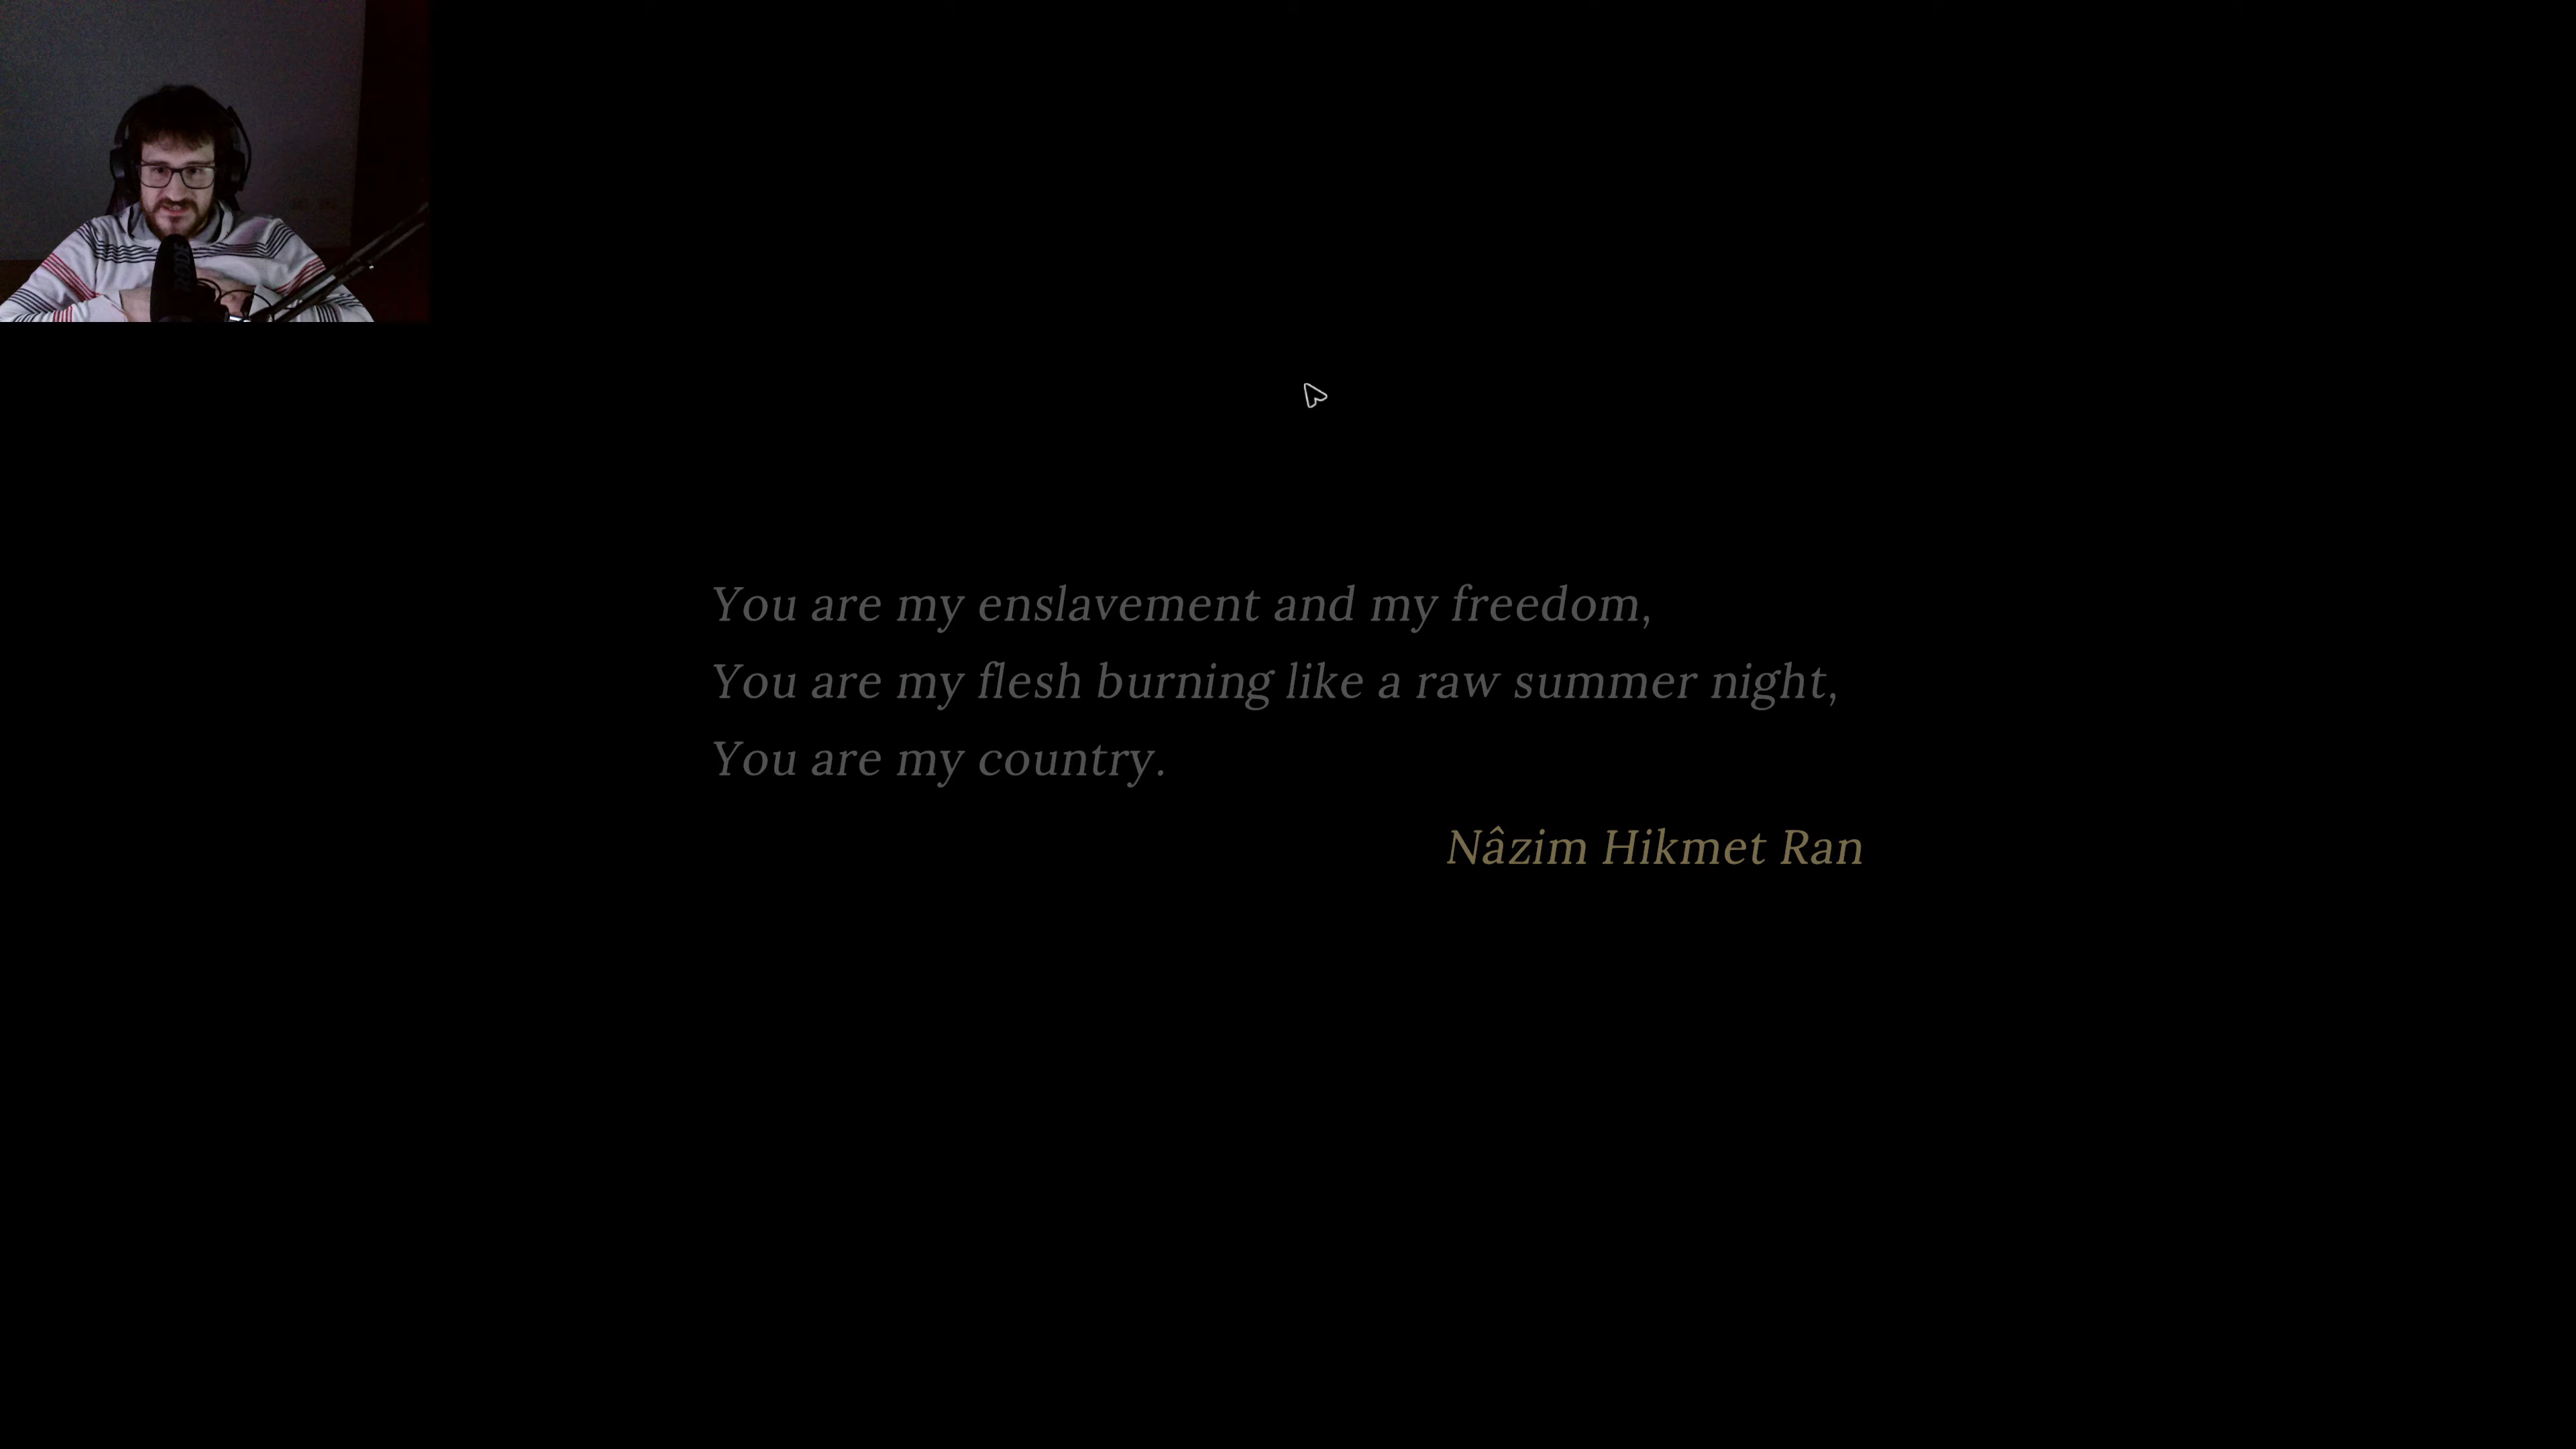 You are my enslavement and my freedom,
You are my flesh burning like a raw summer night,
You are my country.
Nâzim Hikmet Ran
RØDE